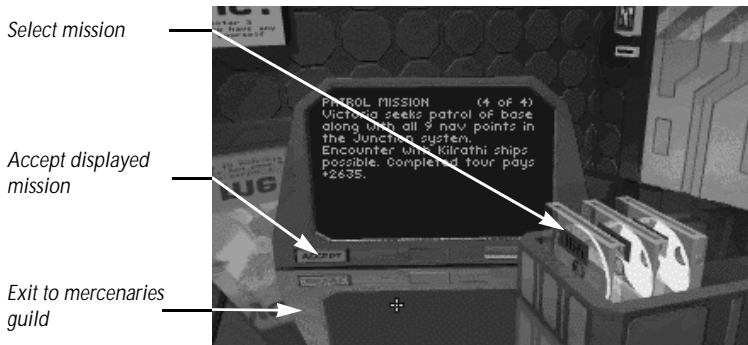 Select mission
Accept displayed
mission
Exit to mercenaries
guild
PATROL MISSION (4 of 4)
Victoria seeks patrol of base
along with all 9 nav points in
the Junction system.
Encounter with Kilrathi ships
possible. Completed tour pays
+2635.
ACCEPT